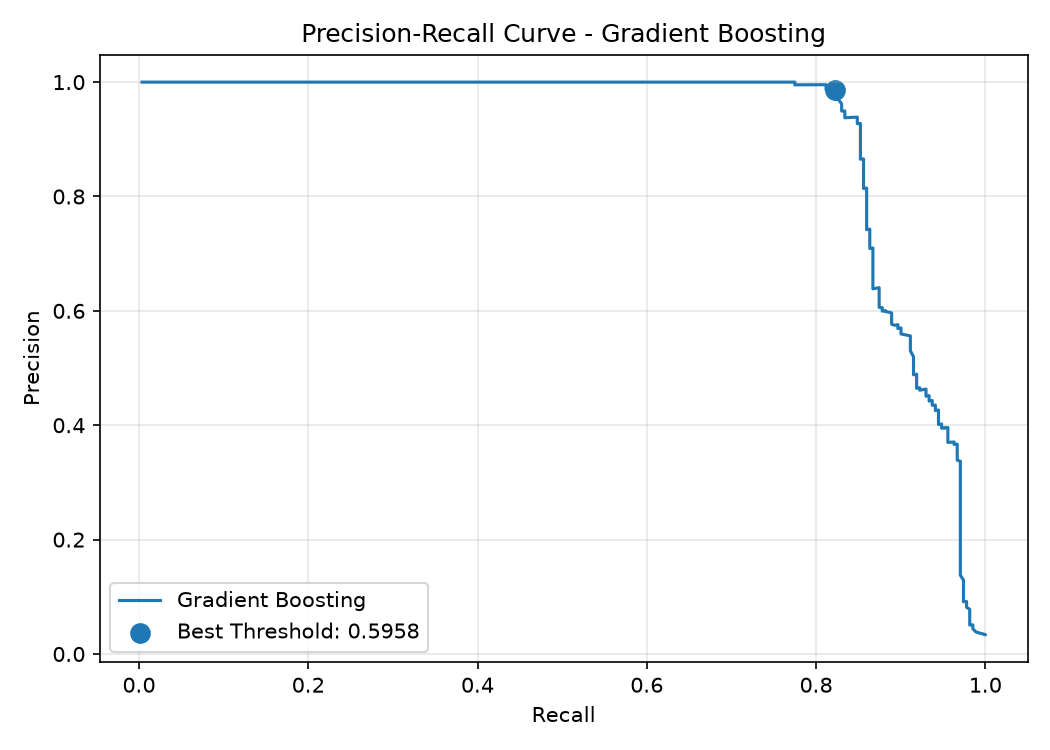 Precision-Recall Curve - Gradient Boosting
Precision
1.0
0.8
0.6
0.4
0.2
0.0
Gradient Boosting
Best Threshold: 0.5958
0.0 0.2 0.4 0.6 0.8 1.0
Recall